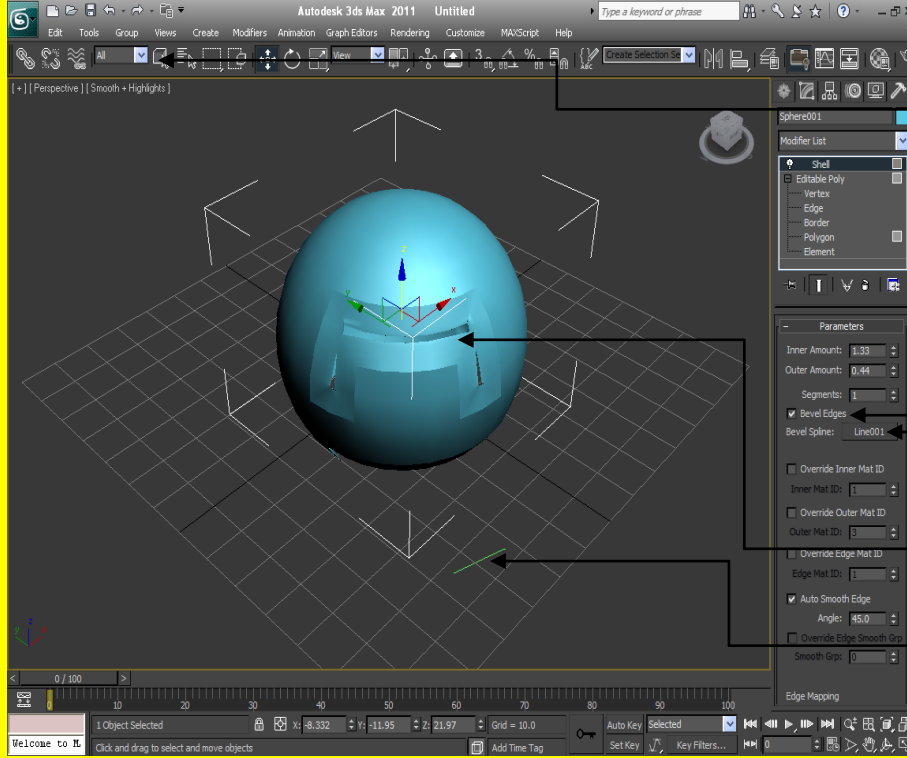 Autodesk 3ds Max 2011 Untitled Type a keyword or phrase
Edit Tools Group Views Create Modifiers Animation Graph Editors Rendering Customize MAXScript Help
All View 3 Create Selection Se
[ + ] [ Perspective ] [ Smooth + Highlights ]
Sphere001
Modifier List
Shell
Editable Poly
Vertex
Edge
Border
Polygon
Element
z
y
x
Parameters
Inner Amount: 1.33
Outer Amount: 0.44
Segments: 1
Bevel Edges
Bevel Spline: Line001
Override Inner Mat ID
Inner Mat ID: 1
Override Outer Mat ID
Outer Mat ID: 3
Override Edge Mat ID
Edge Mat ID: 1
Auto Smooth Edge
Angle: 45.0
Override Edge Smooth Grp
Smooth Grp: 0
Edge Mapping
z
y
< 0 / 100 >
0 10 20 30 40 50 60 70 80 90 100
1 Object Selected X: -8.332 Y: -11.95 Z: 21.97 Grid = 10.0 Auto Key Selected
Welcome to M Click and drag to select and move objects Add Time Tag Set Key Key Filters... 0